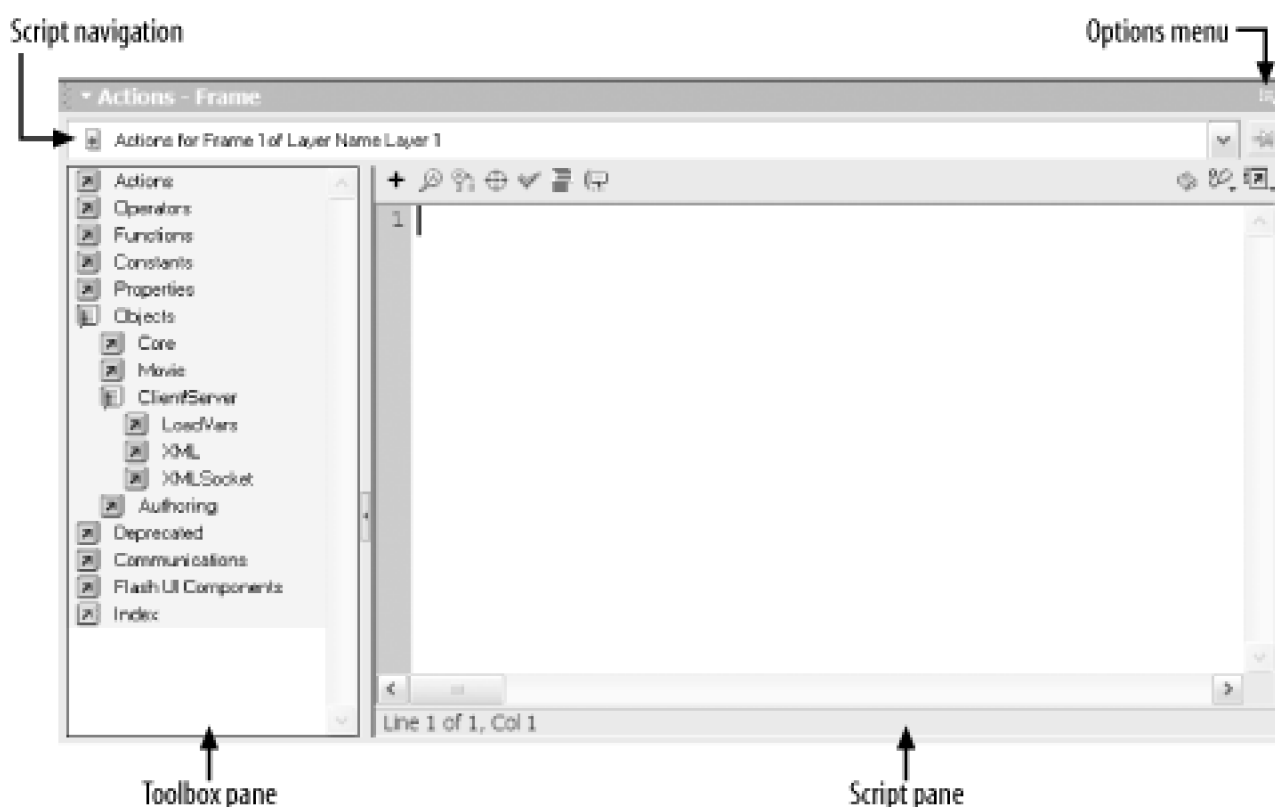 Script navigation
Options menu
Actions - Frame
Actions for Frame 1 of Layer Name Layer 1
Actions
Operators
Functions
Constants
Properties
Objects
Core
Movie
Client/Server
LoadVars
XML
XMLSocket
Authoring
Deprecated
Communications
Flash UI Components
Index
1
Line 1 of 1, Col 1
Toolbox pane
Script pane